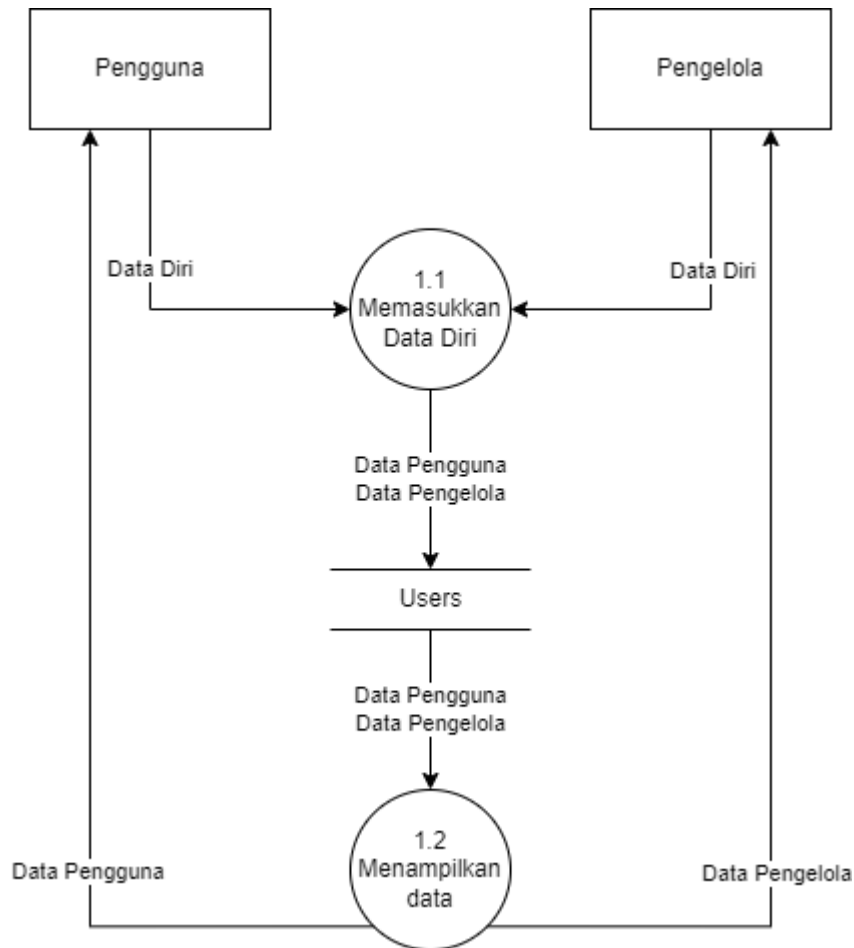 Pengguna
Pengelola
Data Diri
Data Diri
1.1
Memasukkan
Data Diri
Data Pengguna
Data Pengelola
Users
Data Pengguna
Data Pengelola
1.2
Menampilkan
data
Data Pengguna
Data Pengelola